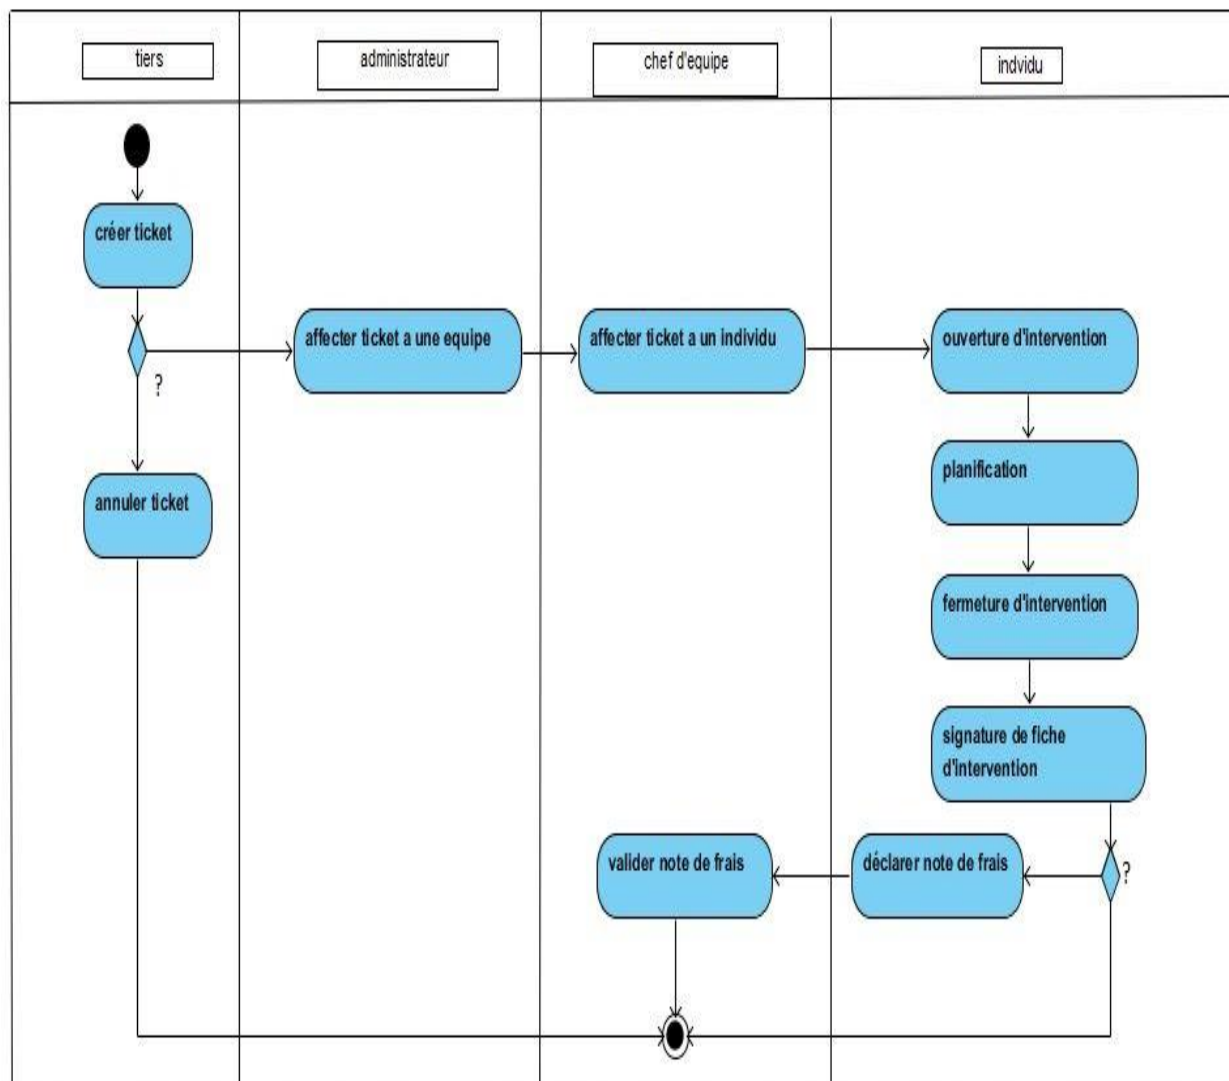 tiers
administrateur
chef d'equipe
indvidu
créer ticket
?
affecter ticket a une equipe
affecter ticket a un individu
ouverture d'intervention
planification
annuler ticket
fermeture d'intervention
signature de fiche
d'intervention
valider note de frais
déclarer note de frais
?